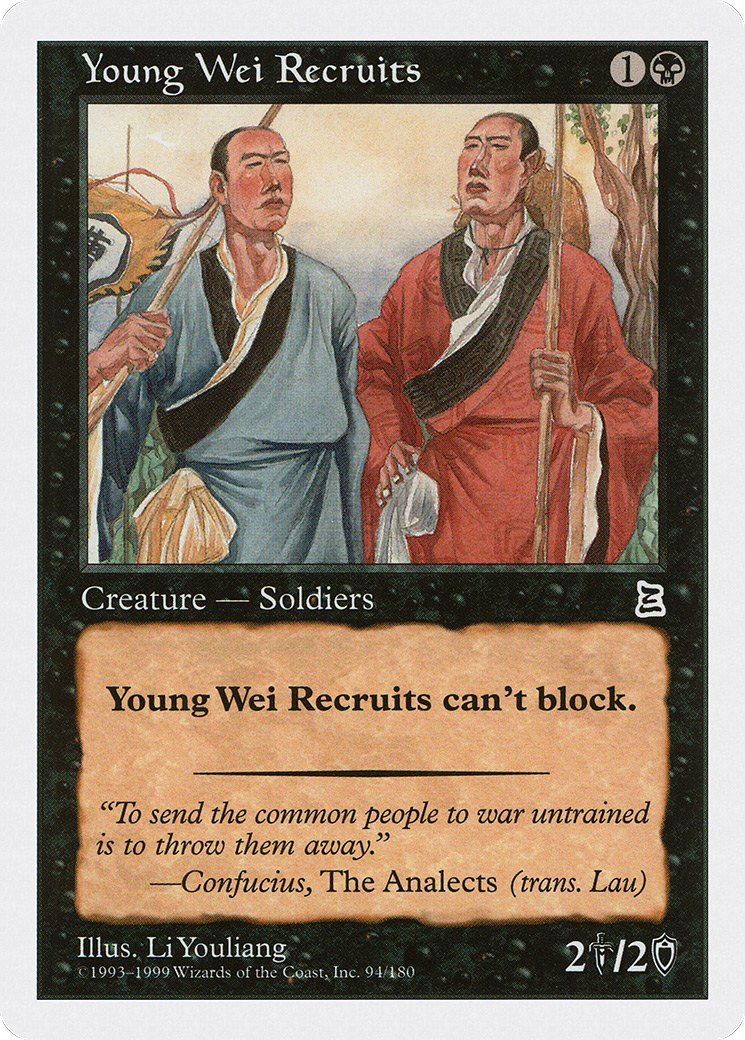 Young Wei Recruits 1
Creature — Soldiers
Young Wei Recruits can't block.
“To send the common people to war untrained
is to throw them away.”
—Confucius, The Analects (trans. Lau)
Illus. Li Youliang
©1993–1999 Wizards of the Coast, Inc. 94/180
2/2